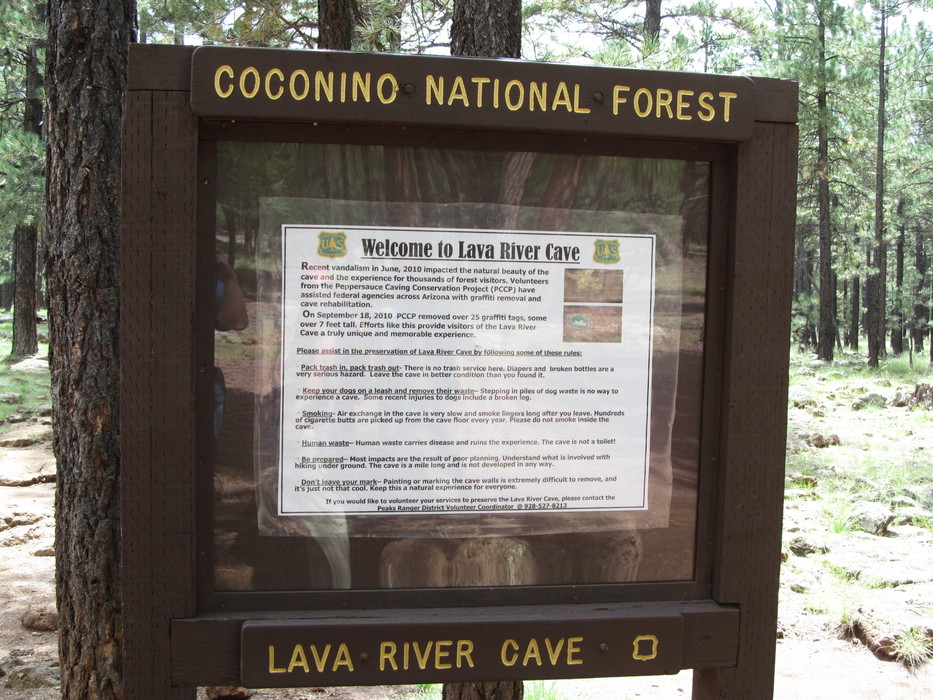 COCONINO NATIONAL FOREST
UAS
Welcome to Lava River Cave
UAS
Recent vandalism in June, 2010 impacted the natural beauty of the
cave and the experience for thousands of forest visitors. Volunteers
from the Peppersauce Caving Conservation Project (PCCP) have
assisted federal agencies across Arizona with graffiti removal and
cave rehabilitation.
On September 18, 2010 PCCP removed over 25 graffiti tags, some
over 7 feet tall. Efforts like this provide visitors of the Lava River
Cave a truly unique and memorable experience.
Please assist in the preservation of Lava River Cave by following some of these rules:
· Pack trash in, pack trash out- There is no trash service here. Diapers and broken bottles are a
very serious hazard. Leave the cave in better condition than you found it.
· Keep your dogs on a leash and remove their waste- Stepping in piles of dog waste is no way to
experience a cave. Some recent injuries to dogs include a broken leg.
· Smoking- Air exchange in the cave is very slow and smoke lingers long after you leave. Hundreds
of cigarette butts are picked up from the cave floor every year. Please do not smoke inside the
cave.
· Human waste- Human waste carries disease and ruins the experience. The cave is not a toilet!
· Be prepared- Most impacts are the result of poor planning. Understand what is involved with
hiking under ground. The cave is a mile long and is not developed in any way.
· Don't leave your mark- Painting or marking the cave walls is extremely difficult to remove, and
it's just not that cool. Keep this a natural experience for everyone.
If you would like to volunteer your services to preserve the Lava River Cave, please contact the
Peaks Ranger District Volunteer Coordinator @ 928-527-8213
LAVA RIVER CAVE